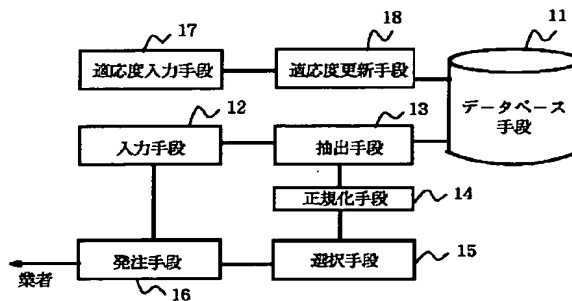 17
18
11
適応度入力手段
適応度更新手段
データベース
手段
12
13
入力手段
抽出手段
正規化手段
14
発注手段
選択手段
15
業者
16